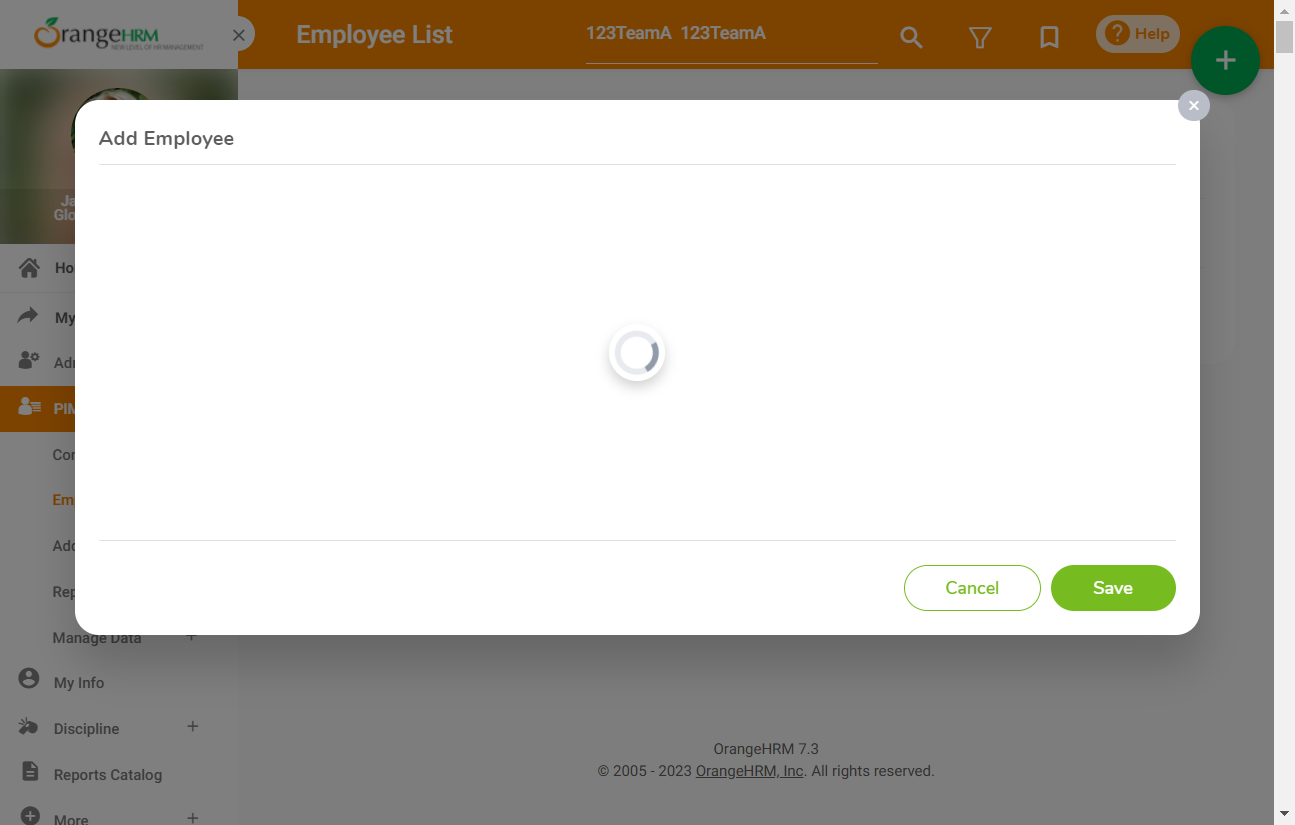 OrangeHRM
NEW LEVEL OF HR MANAGEMENT
Employee List
123TeamA 123TeamA
Help
Add Employee
Ja
Glo
Ho
My
Adr
PIM
Cor
Em
Add
Rep
Cancel
Save
Manage Data
My Info
Discipline
Reports Catalog
More
OrangeHRM 7.3
© 2005 - 2023 OrangeHRM, Inc. All rights reserved.